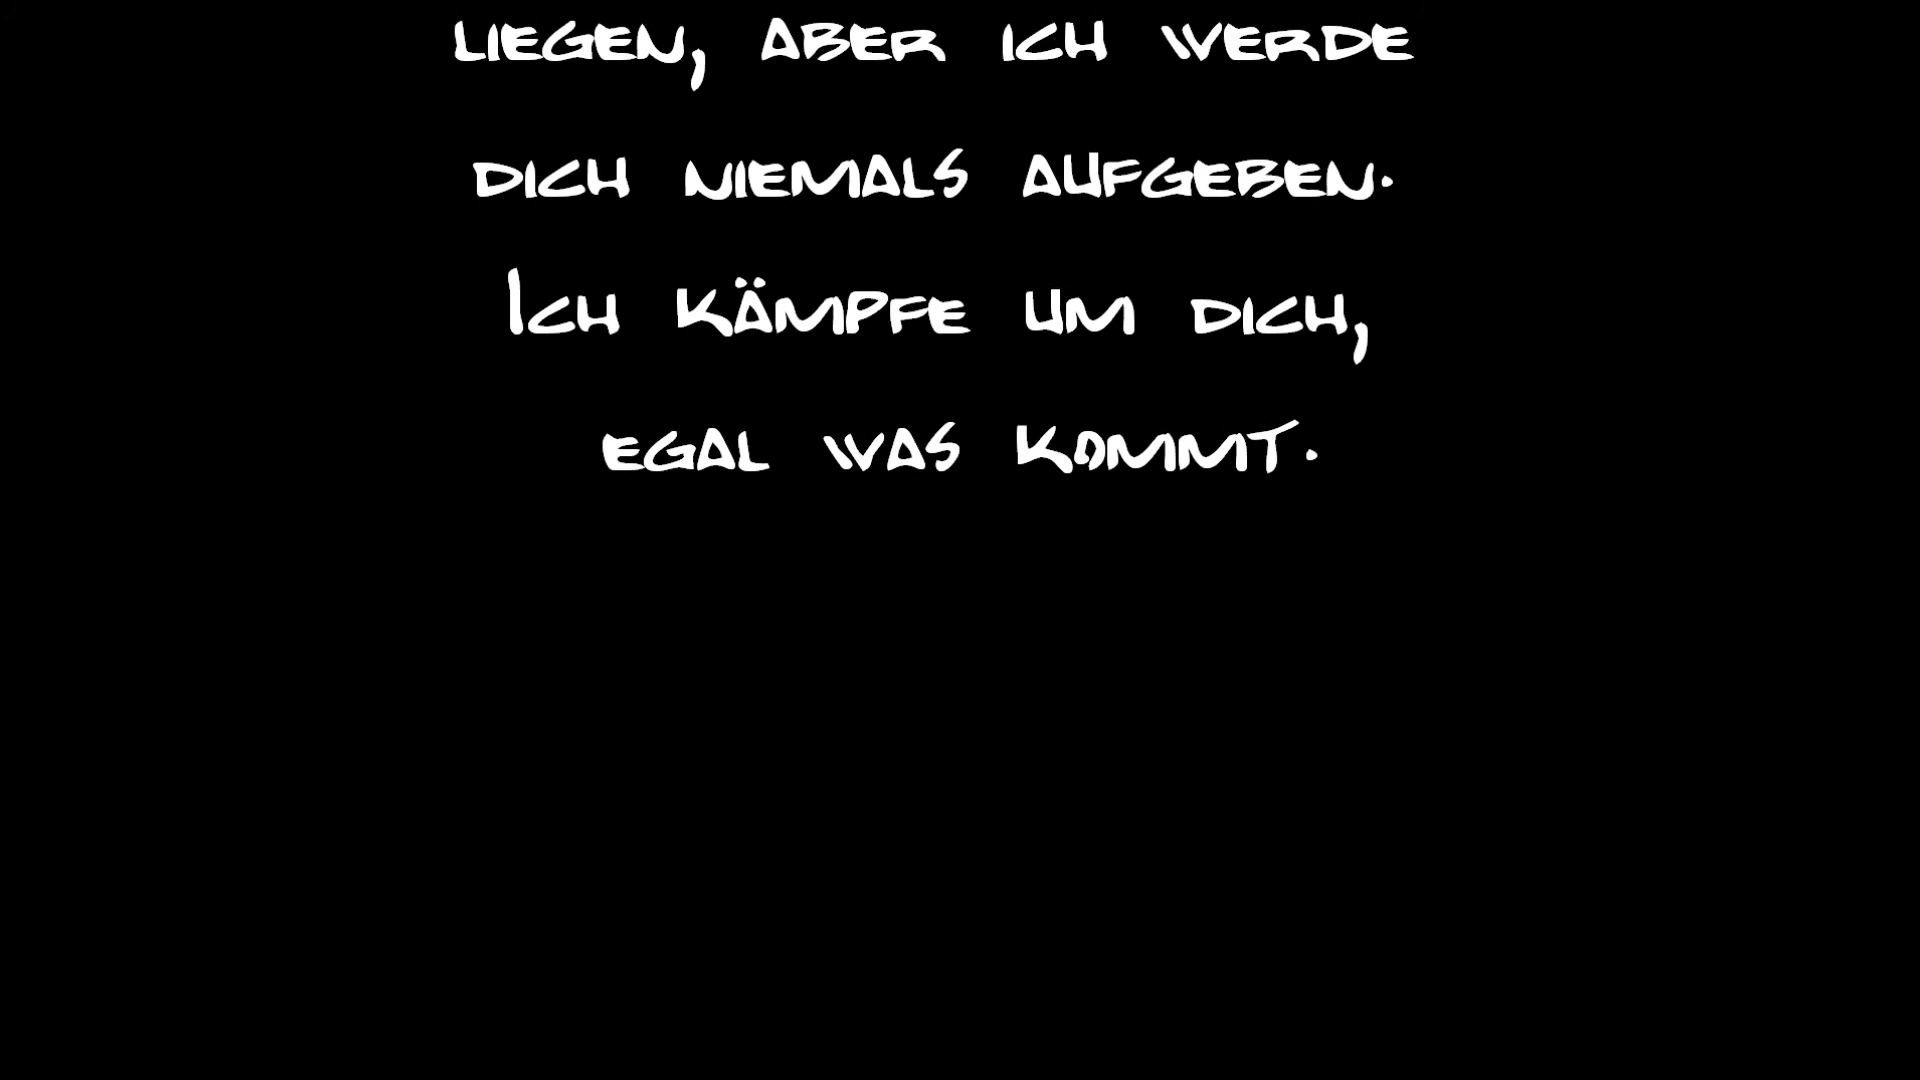 liegen, aber ich werde
dich niemals aufgeben.
Ich kämpfe um dich,
egal was kommt.